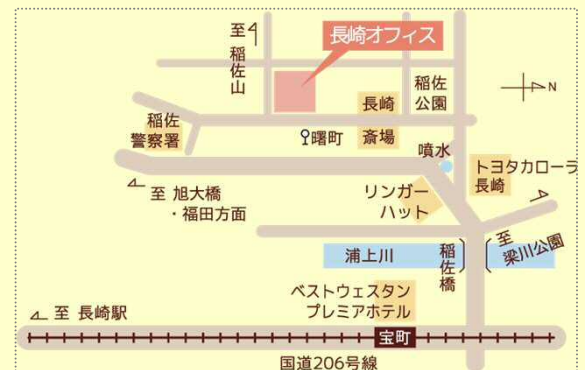 至
稲佐山
長崎オフィス
稲佐
公園
N
長崎
斎場
稲佐
警察署
曙町
噴水
トヨタカローラ
長崎
至 旭大橋
・福田方面
リンガー
ハット
浦上川
稲佐橋
至
梁川公園
ベストウェスタン
プレミアホテル
至 長崎駅
宝町
国道206号線